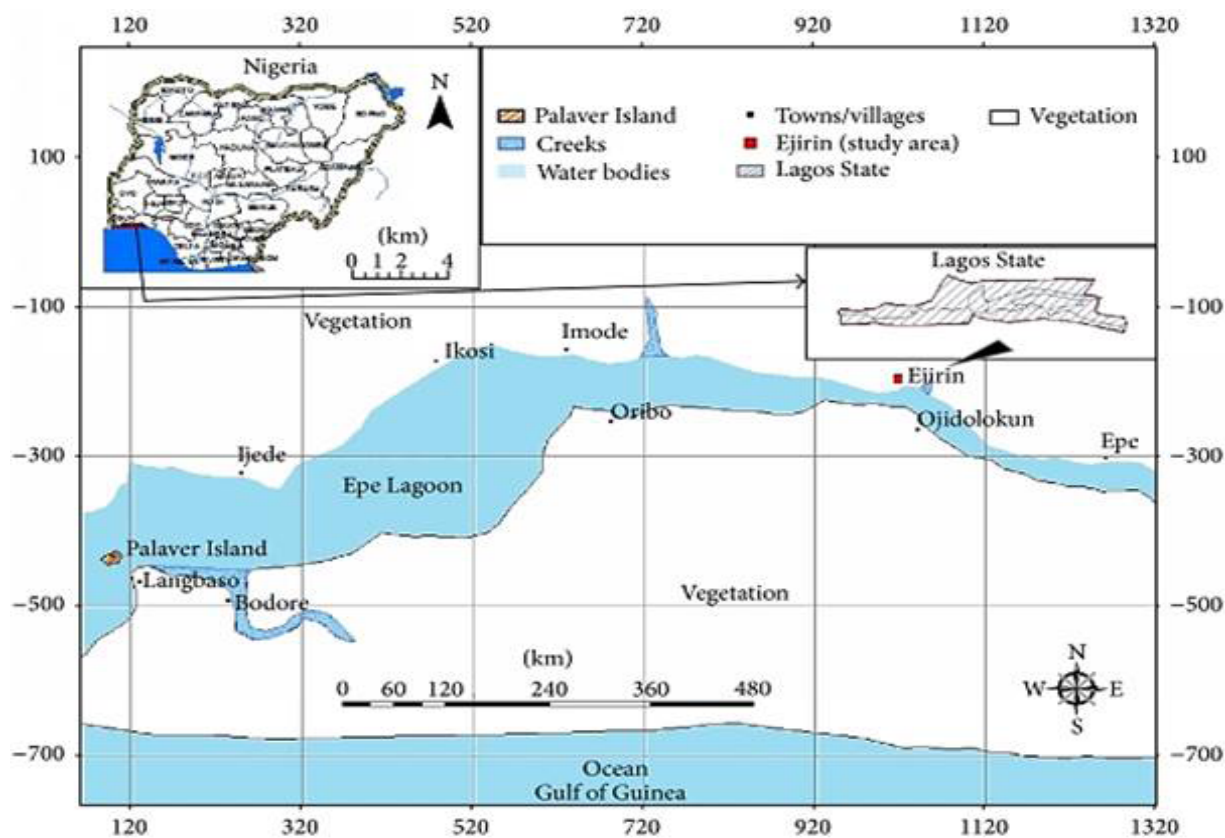 120 320 520 720 920 1120 1320
Nigeria
N
(km)
0 1 2 4
Palaver Island
Creeks
Water bodies
Towns/villages
Ejirin (study area)
Lagos State
Vegetation
100
100
Lagos State
−100
−100
Vegetation
Imode
Ikosi
Ejirin
Oribo
Ojidolokun
Epe
Ijede
−300
−300
Epe Lagoon
Palaver Island
Langbaso
Bodore
−500
−500
Vegetation
(km)
0 60 120 240 360 480
N
W E
S
−700
−700
Ocean
Gulf of Guinea
120 320 520 720 920 1120 1320